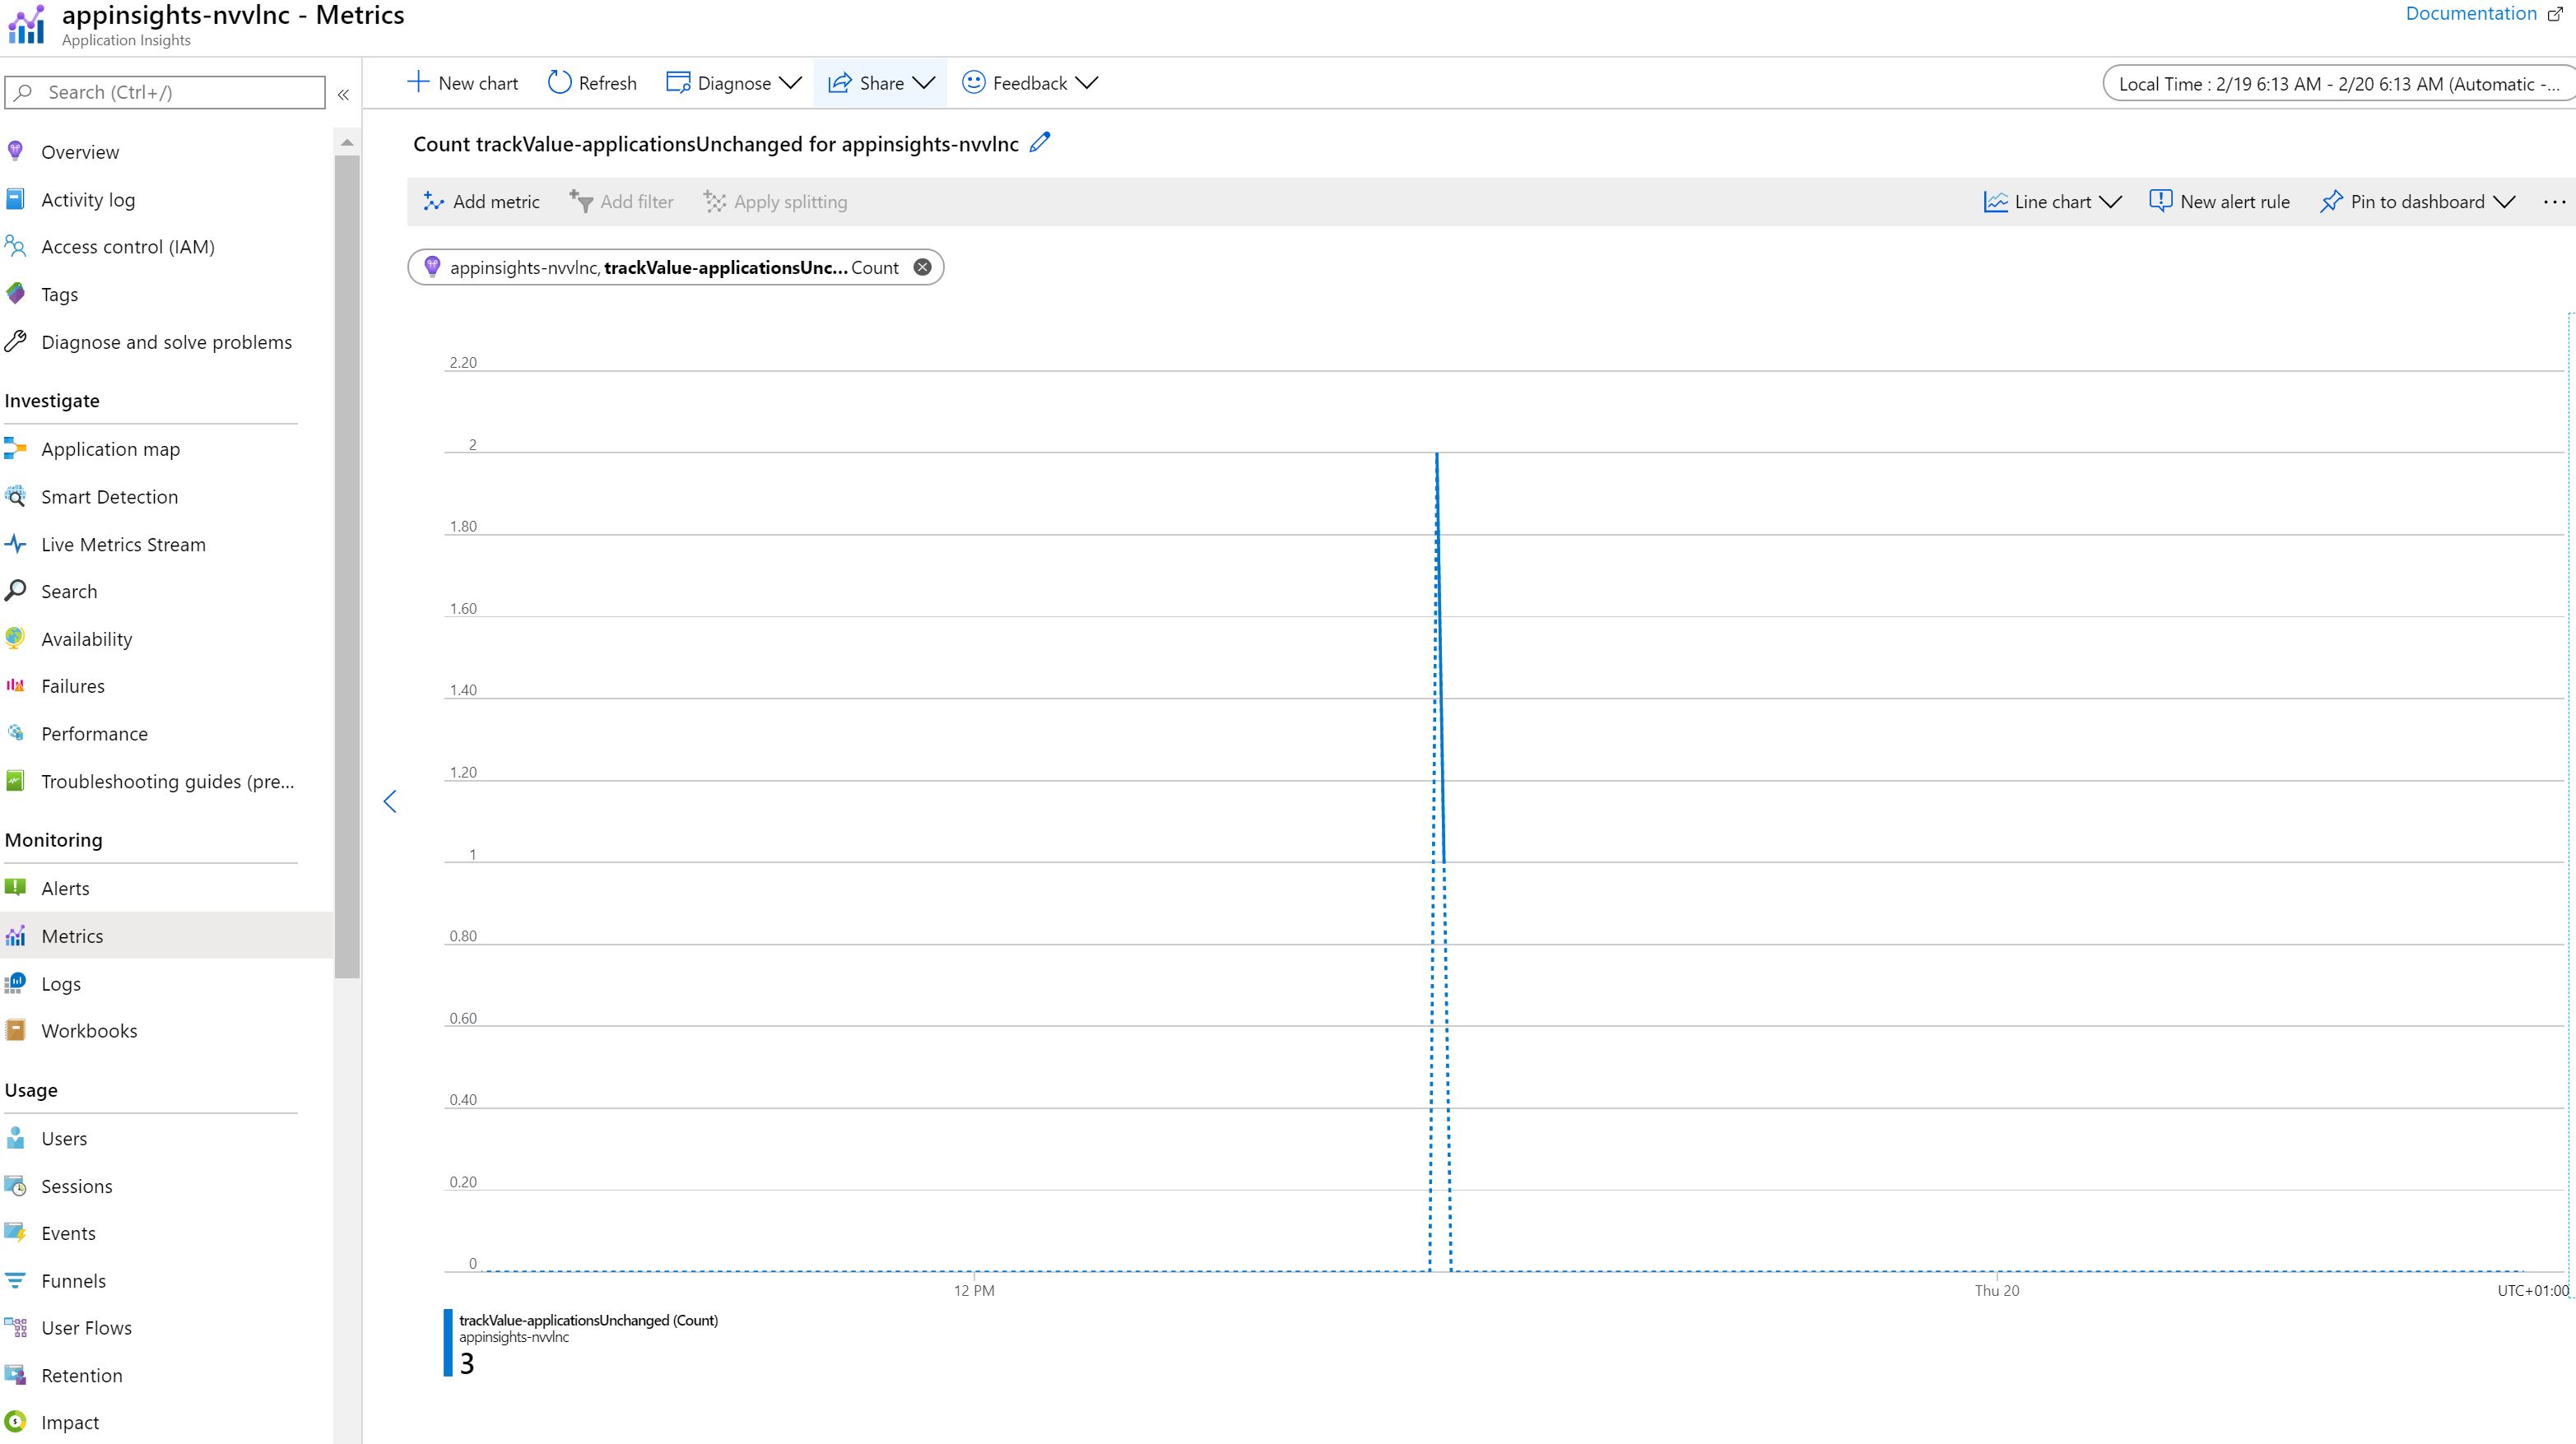 appinsights-nvvlnc - Metrics
Application Insights
Documentation
Search (Ctrl+/)
«
New chart
Refresh
Diagnose
Share
Feedback
Local Time : 2/19 6:13 AM - 2/20 6:13 AM (Automatic -...
Overview
Activity log
Access control (IAM)
Tags
Diagnose and solve problems
Investigate
Application map
Smart Detection
Live Metrics Stream
Search
Availability
Failures
Performance
Troubleshooting guides (pre...
Monitoring
Alerts
Metrics
Logs
Workbooks
Usage
Users
Sessions
Events
Funnels
User Flows
Retention
Impact
Count trackValue-applicationsUnchanged for appinsights-nvvlnc
Add metric
Add filter
Apply splitting
Line chart
New alert rule
Pin to dashboard
...
appinsights-nvvlnc, trackValue-applicationsUnc... Count
2.20
2
1.80
1.60
1.40
1.20
1
0.80
0.60
0.40
0.20
0
12 PM
Thu 20
UTC+01:00
trackValue-applicationsUnchanged (Count)
appinsights-nvvlnc
3